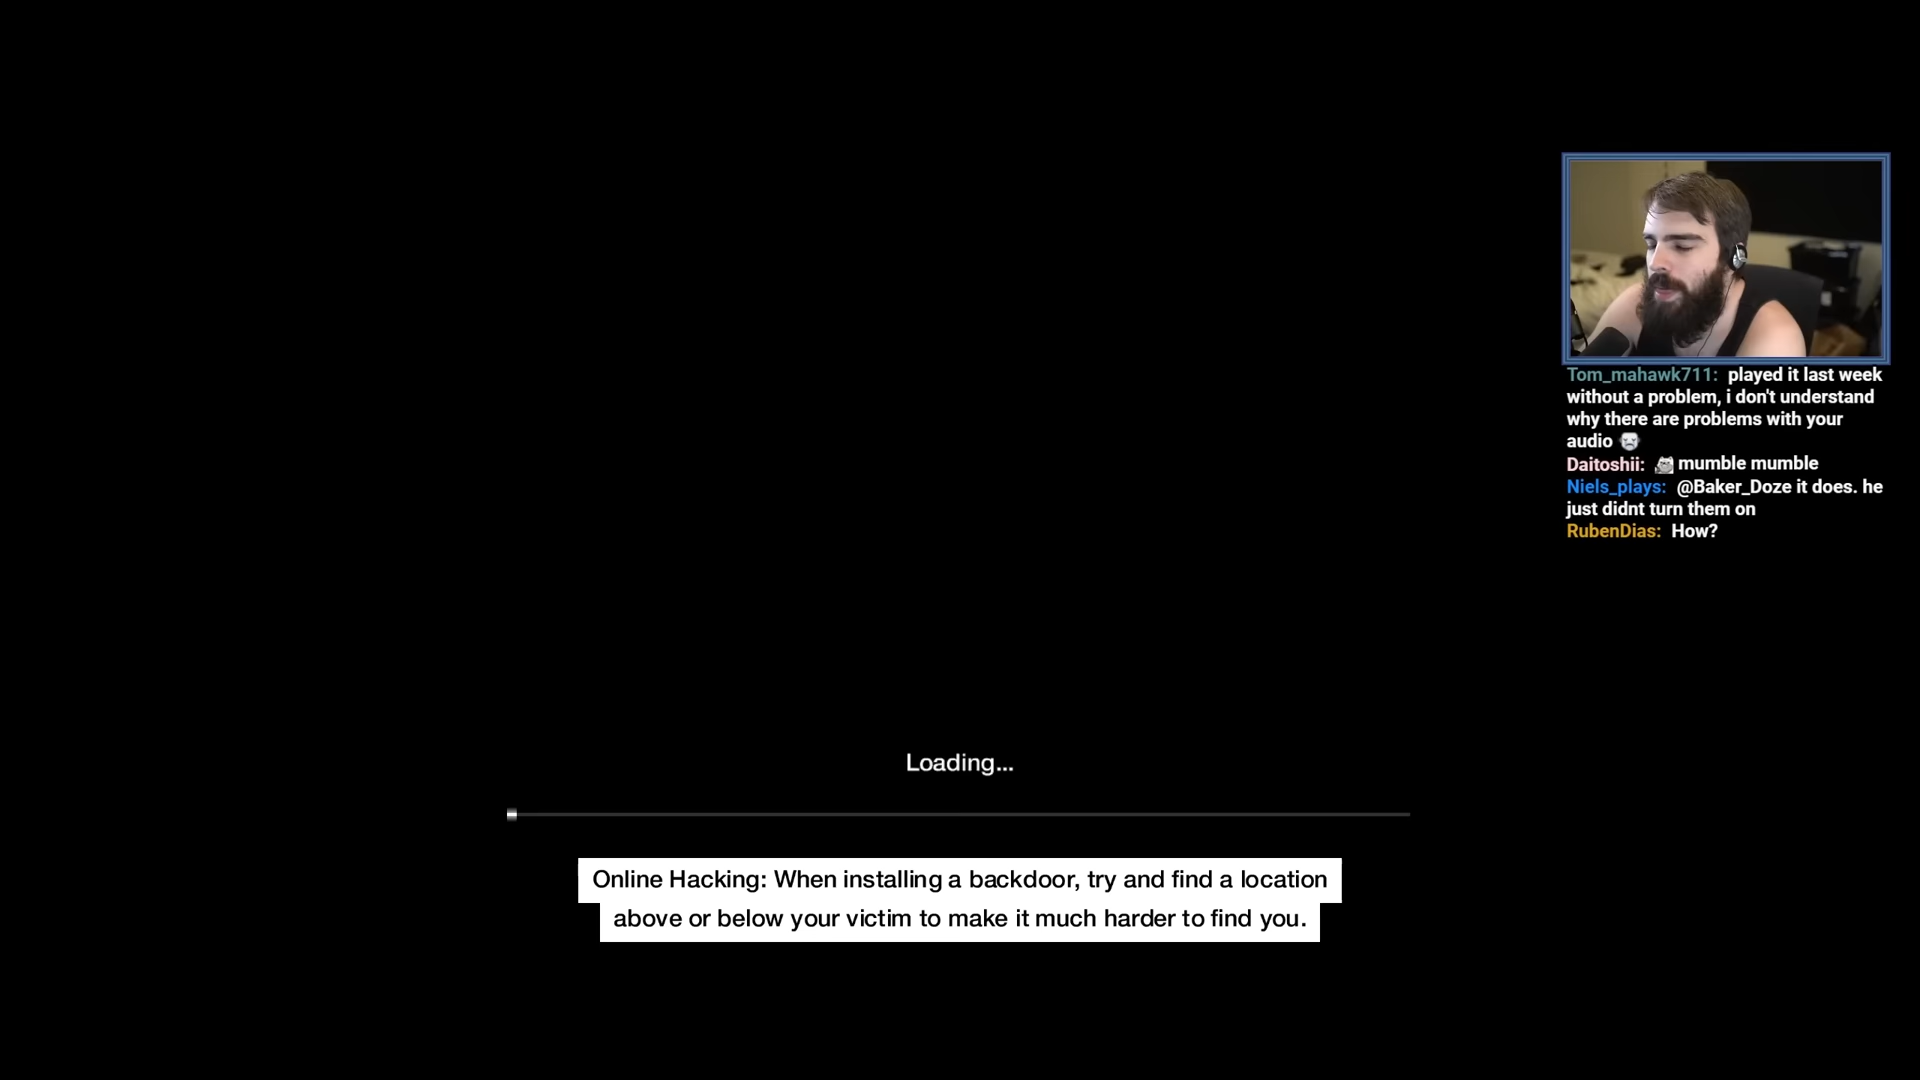 Tom_mahawk711: played it last week
without a problem, i don't understand
why there are problems with your
audio
Daitoshii: mumble mumble
Niels_plays: @Baker_Doze it does. he
just didnt turn them on
RubenDias: How?
Loading...
Online Hacking: When installing a backdoor, try and find a location
above or below your victim to make it much harder to find you.